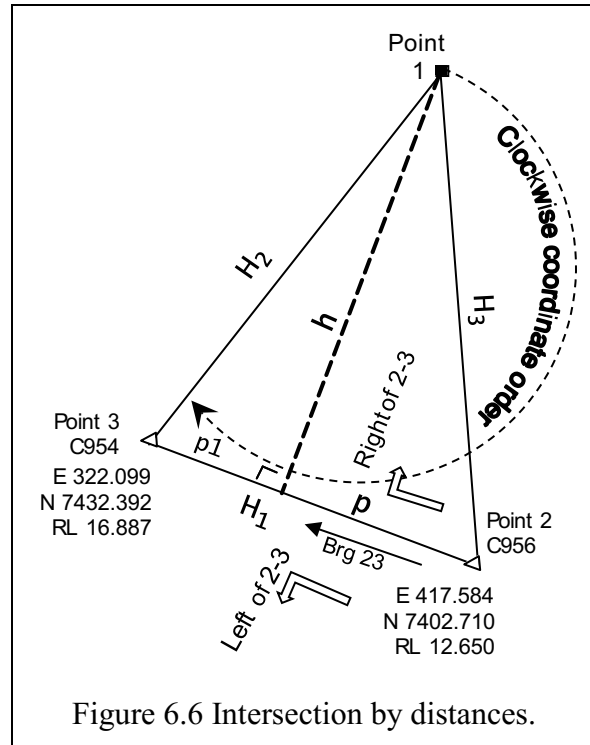 Point
1
Clockwise coordinate order
H2
h
H3
Right of 2-3
Point 3
C954
E 322.099
N 7432.392
RL 16.887
p1
H1
p
Brg 23
Point 2
C956
Left of 2-3
E 417.584
N 7402.710
RL 12.650
Figure 6.6 Intersection by distances.